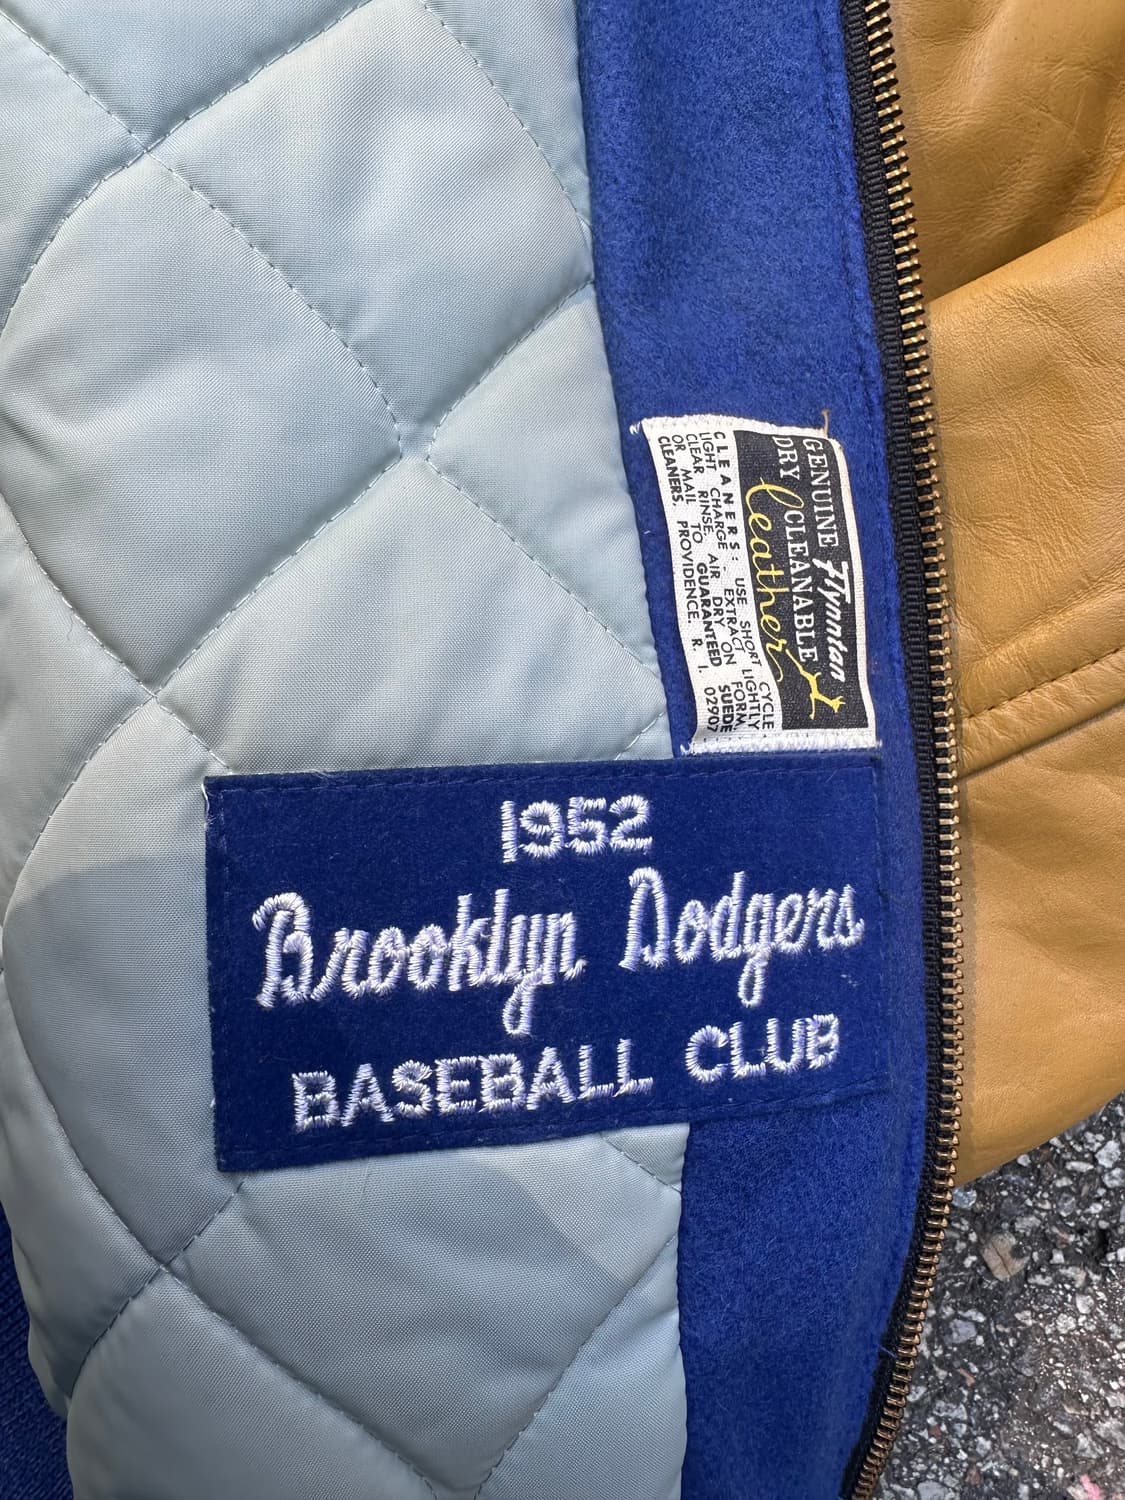 GENUINE Flynntan
DRY CLEANABLE
leather
CLEANERS: USE SHORT CYCLE
LIGHT CHARGE - EXTRACT LIGHTLY
CLEAR RINSE. AIR DRY ON FORM,
OR MAIL TO GUARANTEED SUEDE
CLEANERS. PROVIDENCE. R. I. 02907
1952
Brooklyn Dodgers
BASEBALL CLUB